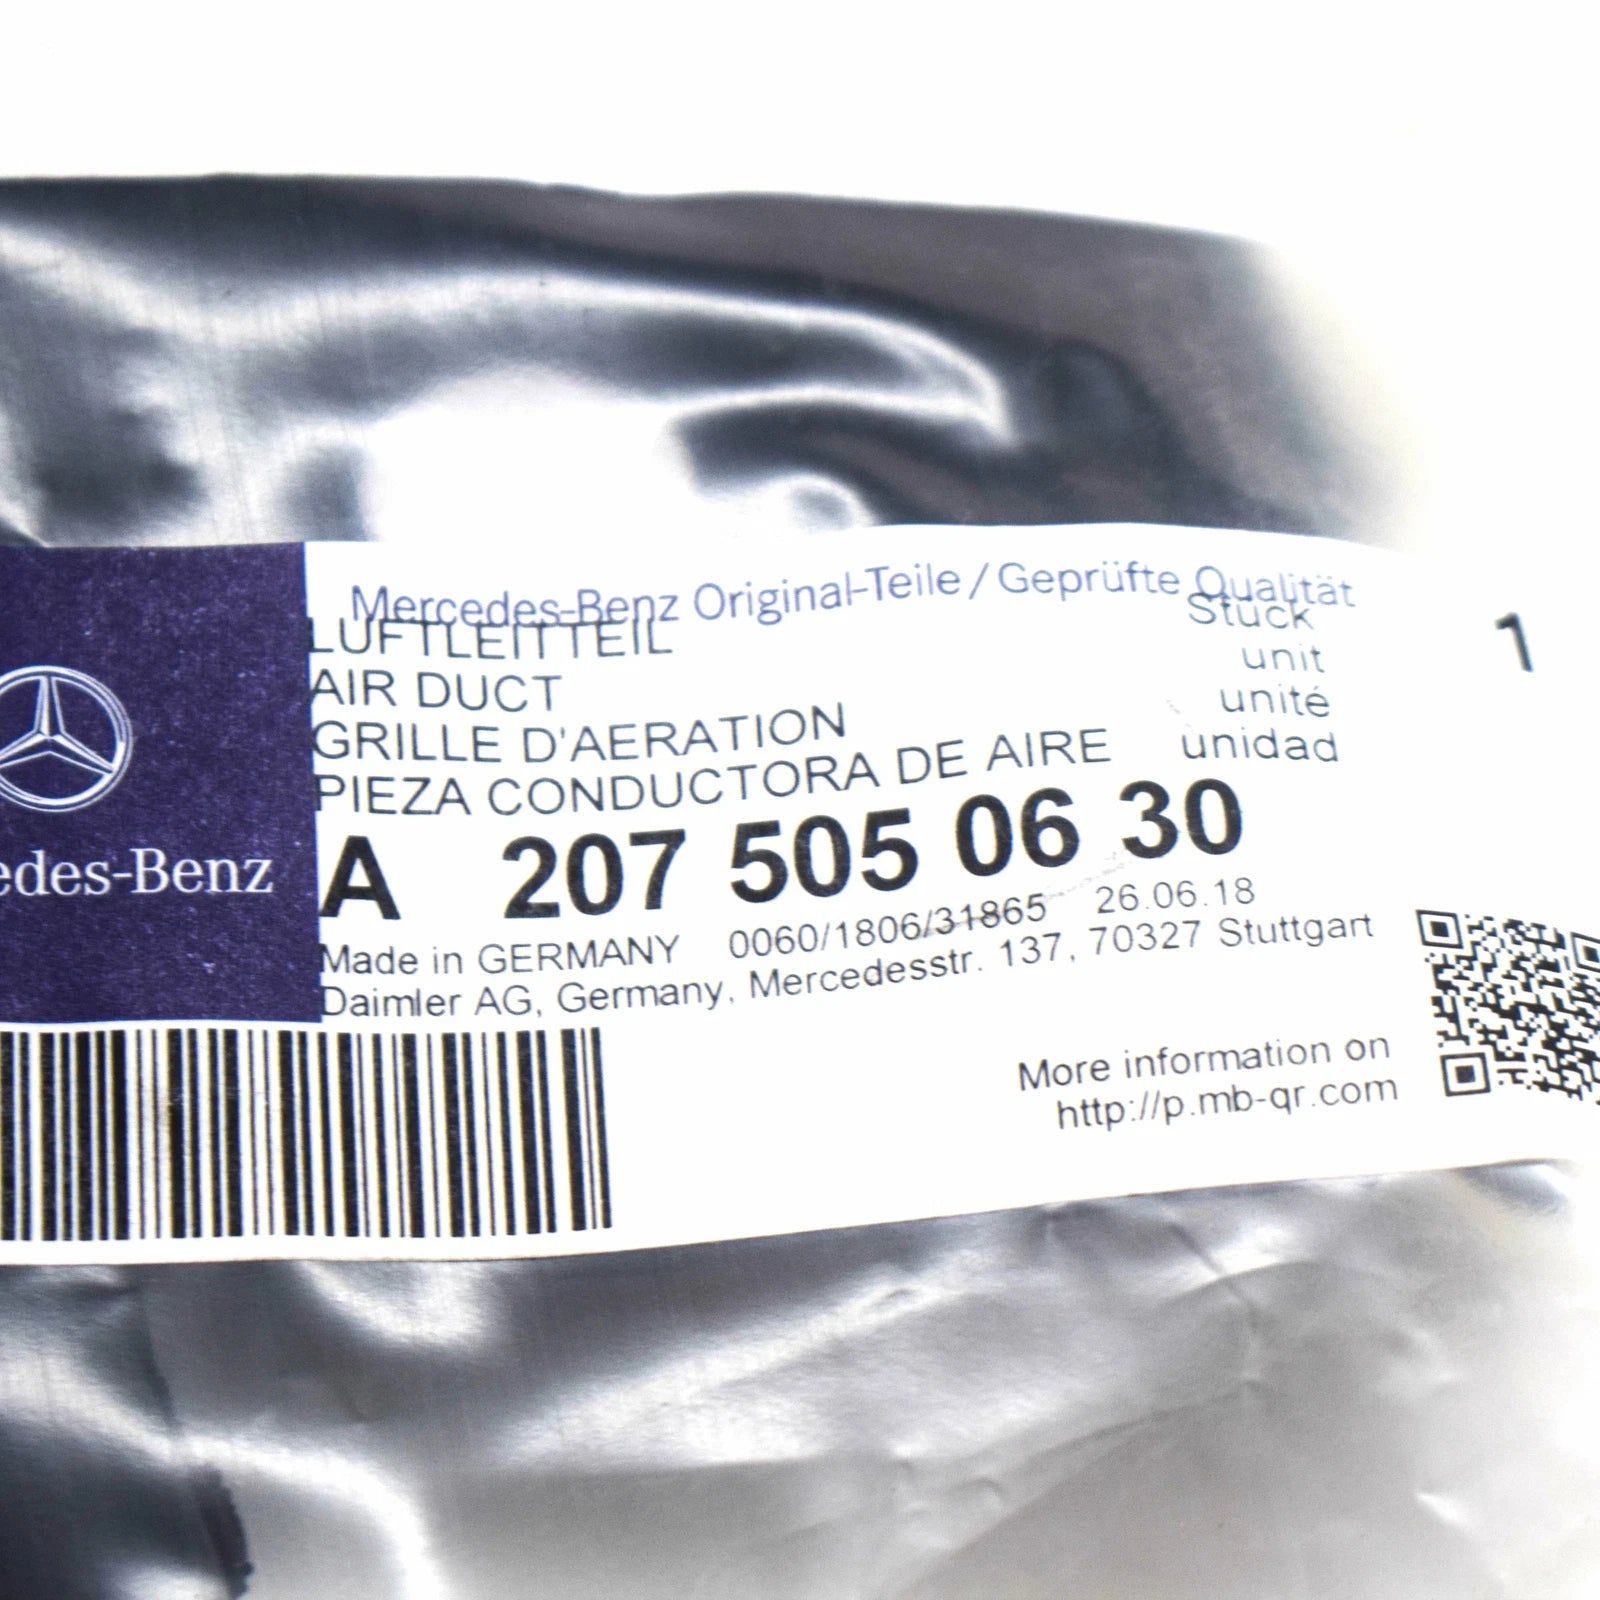 Mercedes-Benz Original-Teile / Geprüfte Qualität
LUFTLEITTEIL
AIR DUCT
GRILLE D'AERATION
PIEZA CONDUCTORA DE AIRE
Stück
unit
unité
unidad
1
edes-Benz
A 207 505 06 30
Made in GERMANY 0060/1806/31865 26.06.18
Daimler AG, Germany, Mercedesstr. 137, 70327 Stuttgart
More information on
http://p.mb-qr.com